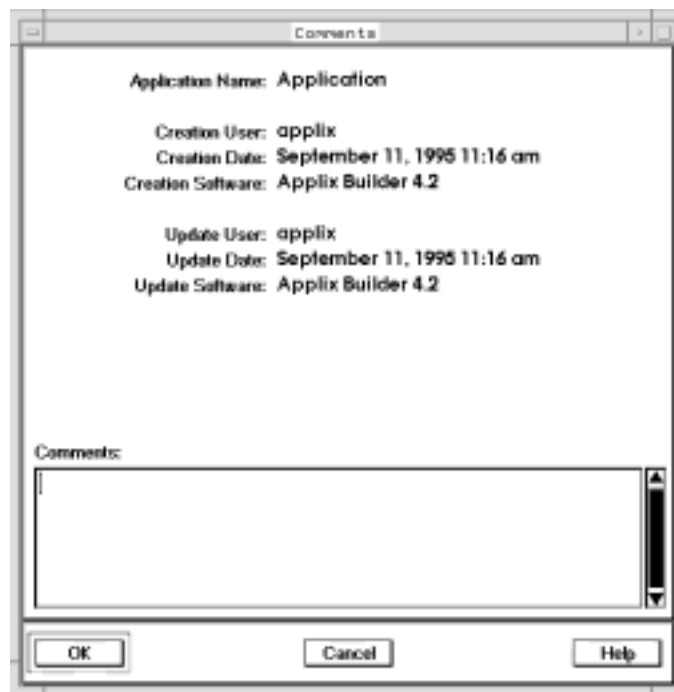 Comments
Application Name: Application
Creation User: applix
Creation Date: September 11, 1995 11:16 am
Creation Software: Applix Builder 4.2
Update User: applix
Update Date: September 11, 1995 11:16 am
Update Software: Applix Builder 4.2
Comments:
OK Cancel Help